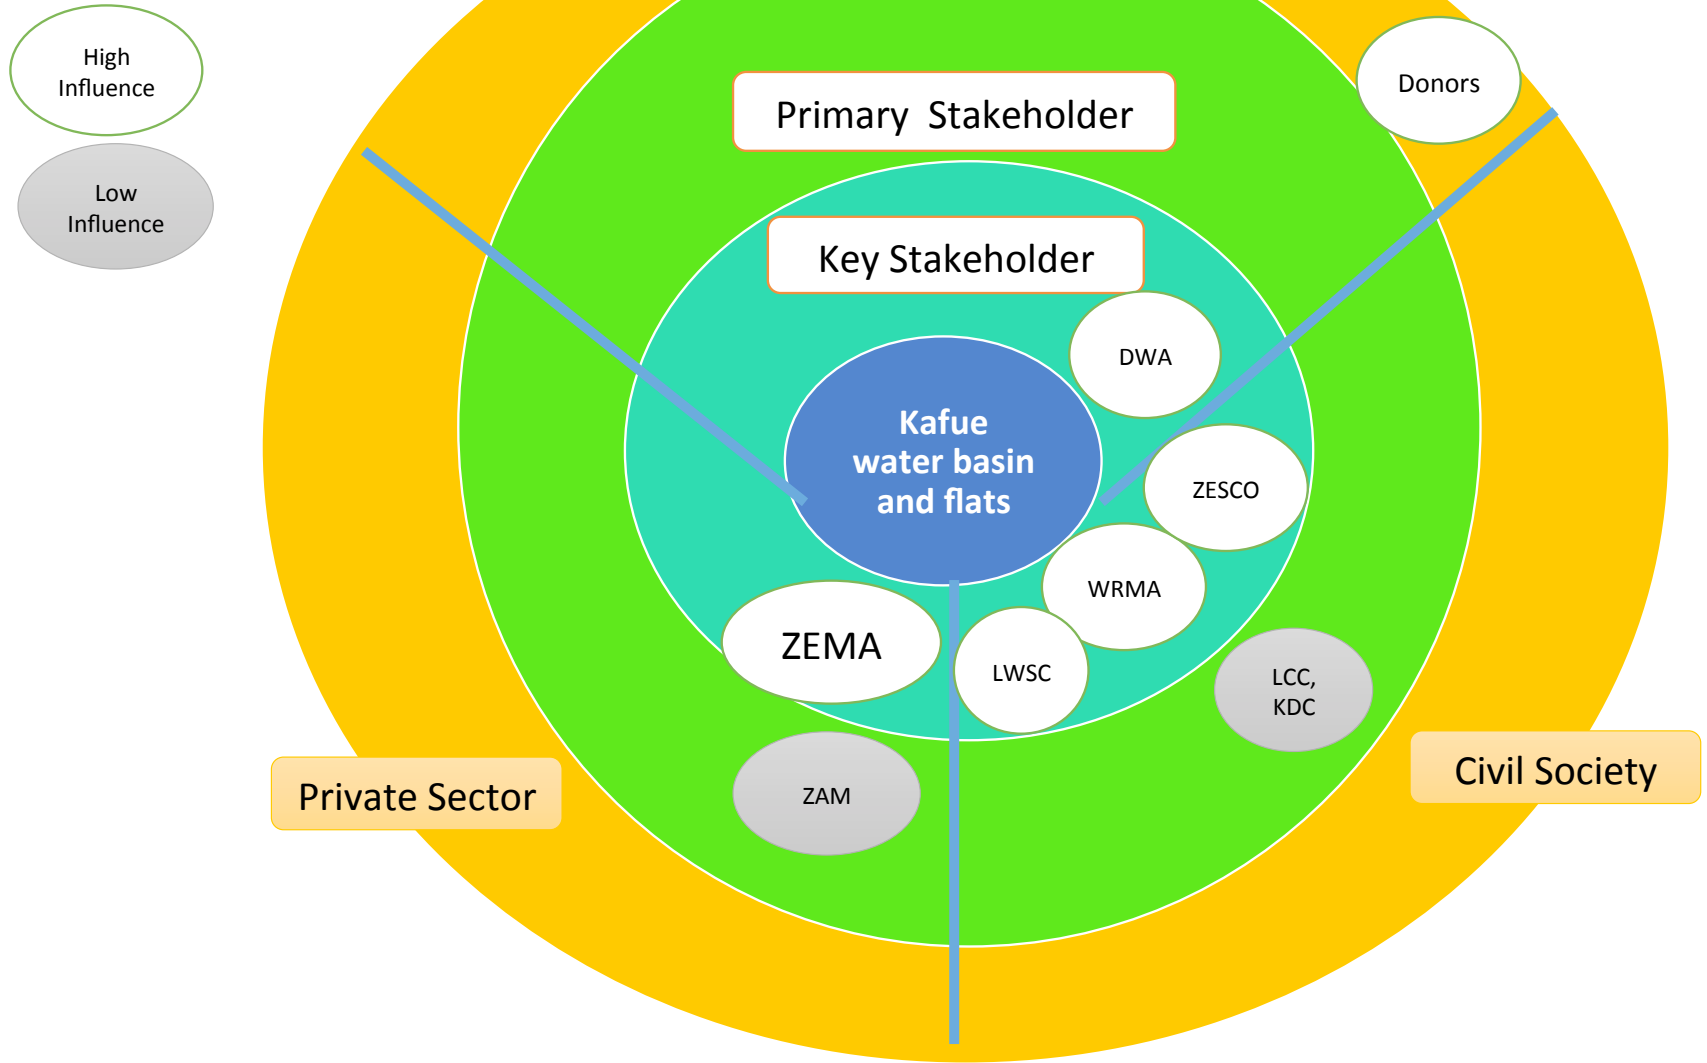 High
Influence
Low
Influence
Donors
Primary  Stakeholder
Key Stakeholder
DWA
Kafue
water basin
and flats
ZESCO
WRMA
ZEMA
LWSC
LCC,
KDC
Private Sector
ZAM
Civil Society